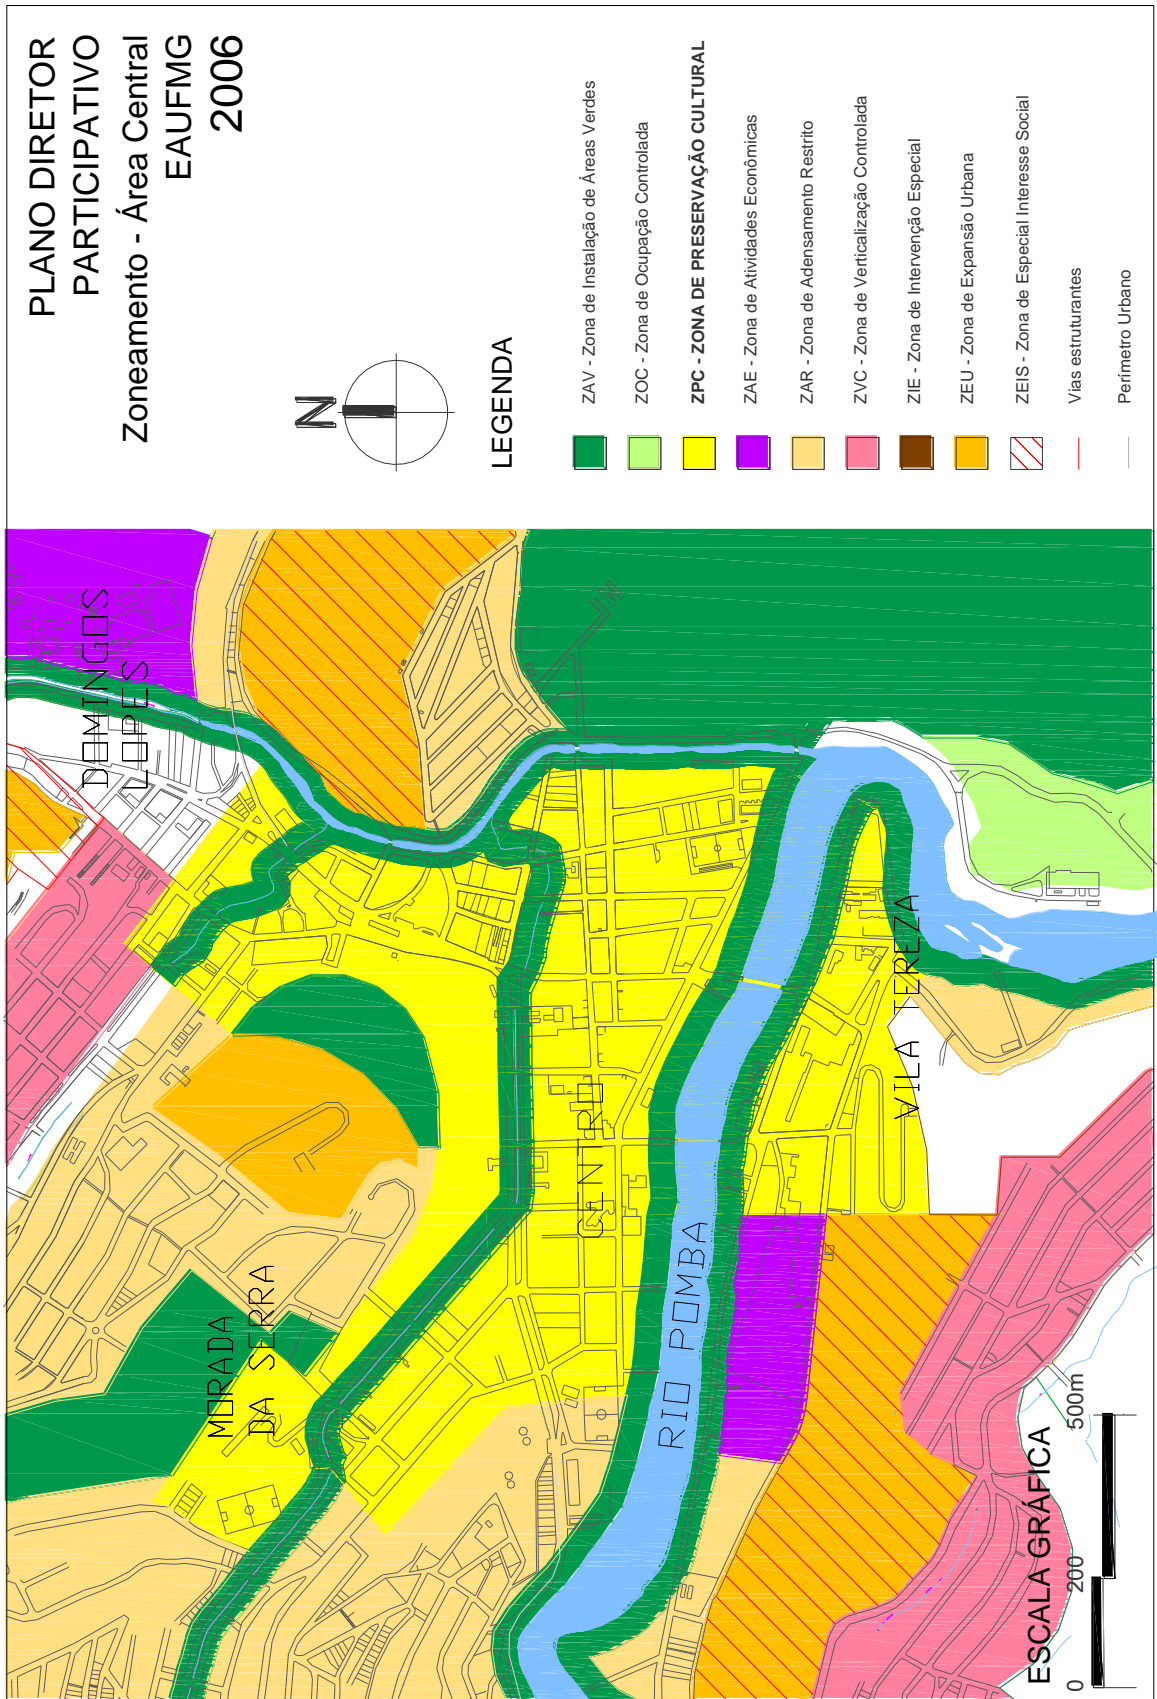 PLANO DIRETOR
PARTICIPATIVO
Zoneamento - Área Central
EAUFMG
2006
N
LEGENDA
ZAV - Zona de Instalação de Áreas Verdes
ZOC - Zona de Ocupação Controlada
ZPC - ZONA DE PRESERVAÇÃO CULTURAL
ZAE - Zona de Atividades Econômicas
ZAR - Zona de Adensamento Restrito
ZVC - Zona de Verticalização Controlada
ZIE - Zona de Intervenção Especial
ZEU - Zona de Expansão Urbana
ZEIS - Zona de Especial Interesse Social
Vias estruturantes
Perímetro Urbano
DOMINGOS
LOPES
MORADA
DA SERRA
CENTRO
RIO POMBA
VILA TEREZA
ESCALA GRÁFICA
0 200 500m